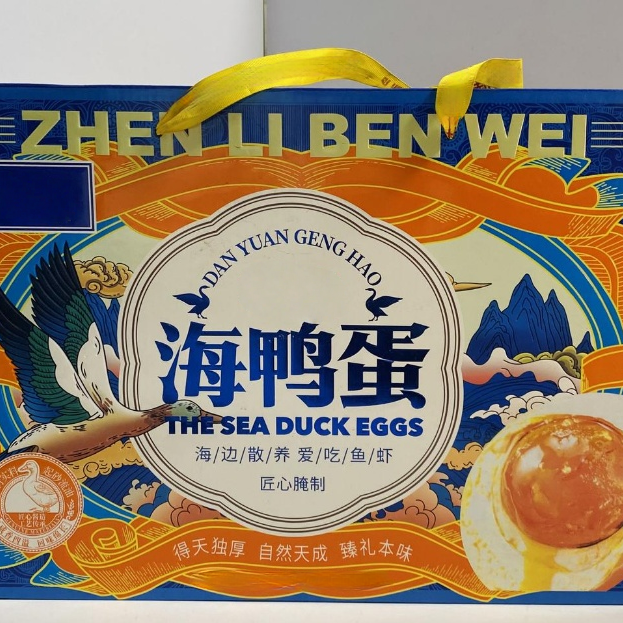 ZHEN LI BEN WEI
DAN YUAN GENG HAO
海鸭蛋
THE SEA DUCK EGGS
海/边/散/养 爱/吃/鱼/虾
匠心腌制
得天独厚 自然天成 臻礼本味